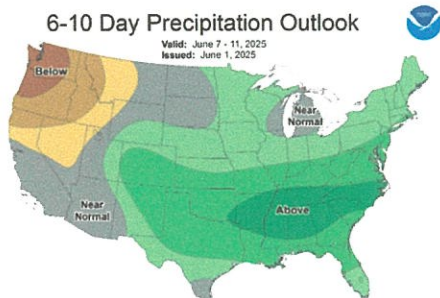 6-10 Day Precipitation Outlook
Valid: June 7 - 11, 2025
Issued: June 1, 2025
Below
Near
Normal
Near
Normal
Above